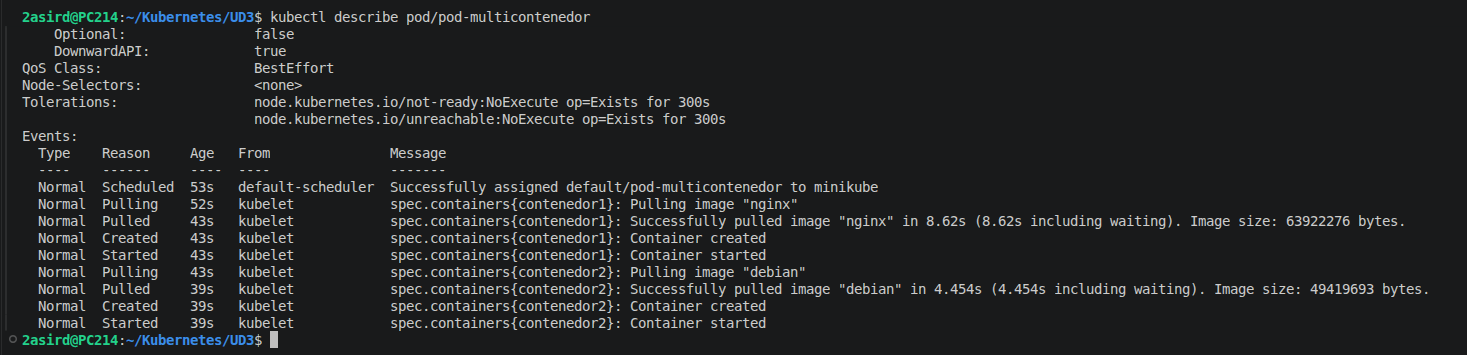 2asird@PC214:~/Kubernetes/UD3$ kubectl describe pod/pod-multicontenedor
    Optional:                false
    DownwardAPI:             true
QoS Class:                   BestEffort
Node-Selectors:              <none>
Tolerations:                 node.kubernetes.io/not-ready:NoExecute op=Exists for 300s
                             node.kubernetes.io/unreachable:NoExecute op=Exists for 300s
Events:
  Type    Reason     Age   From               Message
  ----    ------     ----  ----               -------
  Normal  Scheduled  53s   default-scheduler  Successfully assigned default/pod-multicontenedor to minikube
  Normal  Pulling    52s   kubelet            spec.containers{contenedor1}: Pulling image "nginx"
  Normal  Pulled     43s   kubelet            spec.containers{contenedor1}: Successfully pulled image "nginx" in 8.62s (8.62s including waiting). Image size: 63922276 bytes.
  Normal  Created    43s   kubelet            spec.containers{contenedor1}: Container created
  Normal  Started    43s   kubelet            spec.containers{contenedor1}: Container started
  Normal  Pulling    43s   kubelet            spec.containers{contenedor2}: Pulling image "debian"
  Normal  Pulled     39s   kubelet            spec.containers{contenedor2}: Successfully pulled image "debian" in 4.454s (4.454s including waiting). Image size: 49419693 bytes.
  Normal  Created    39s   kubelet            spec.containers{contenedor2}: Container created
  Normal  Started    39s   kubelet            spec.containers{contenedor2}: Container started
2asird@PC214:~/Kubernetes/UD3$